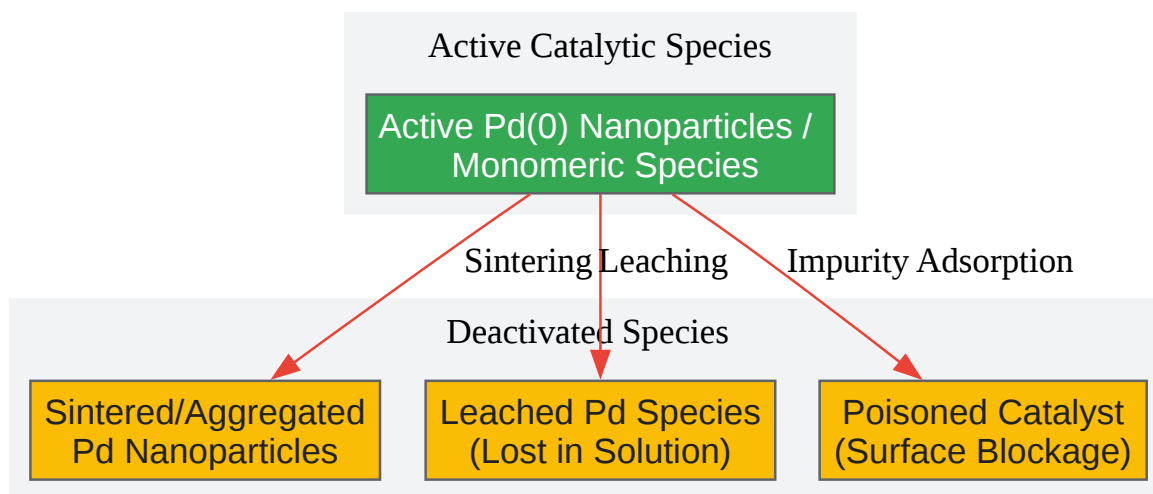 Active Catalytic Species
Active Pd(0) Nanoparticles /
Monomeric Species
Sintering
Leaching
Impurity Adsorption
Deactivated Species
Sintered/Aggregated
Pd Nanoparticles
Leached Pd Species
(Lost in Solution)
Poisoned Catalyst
(Surface Blockage)